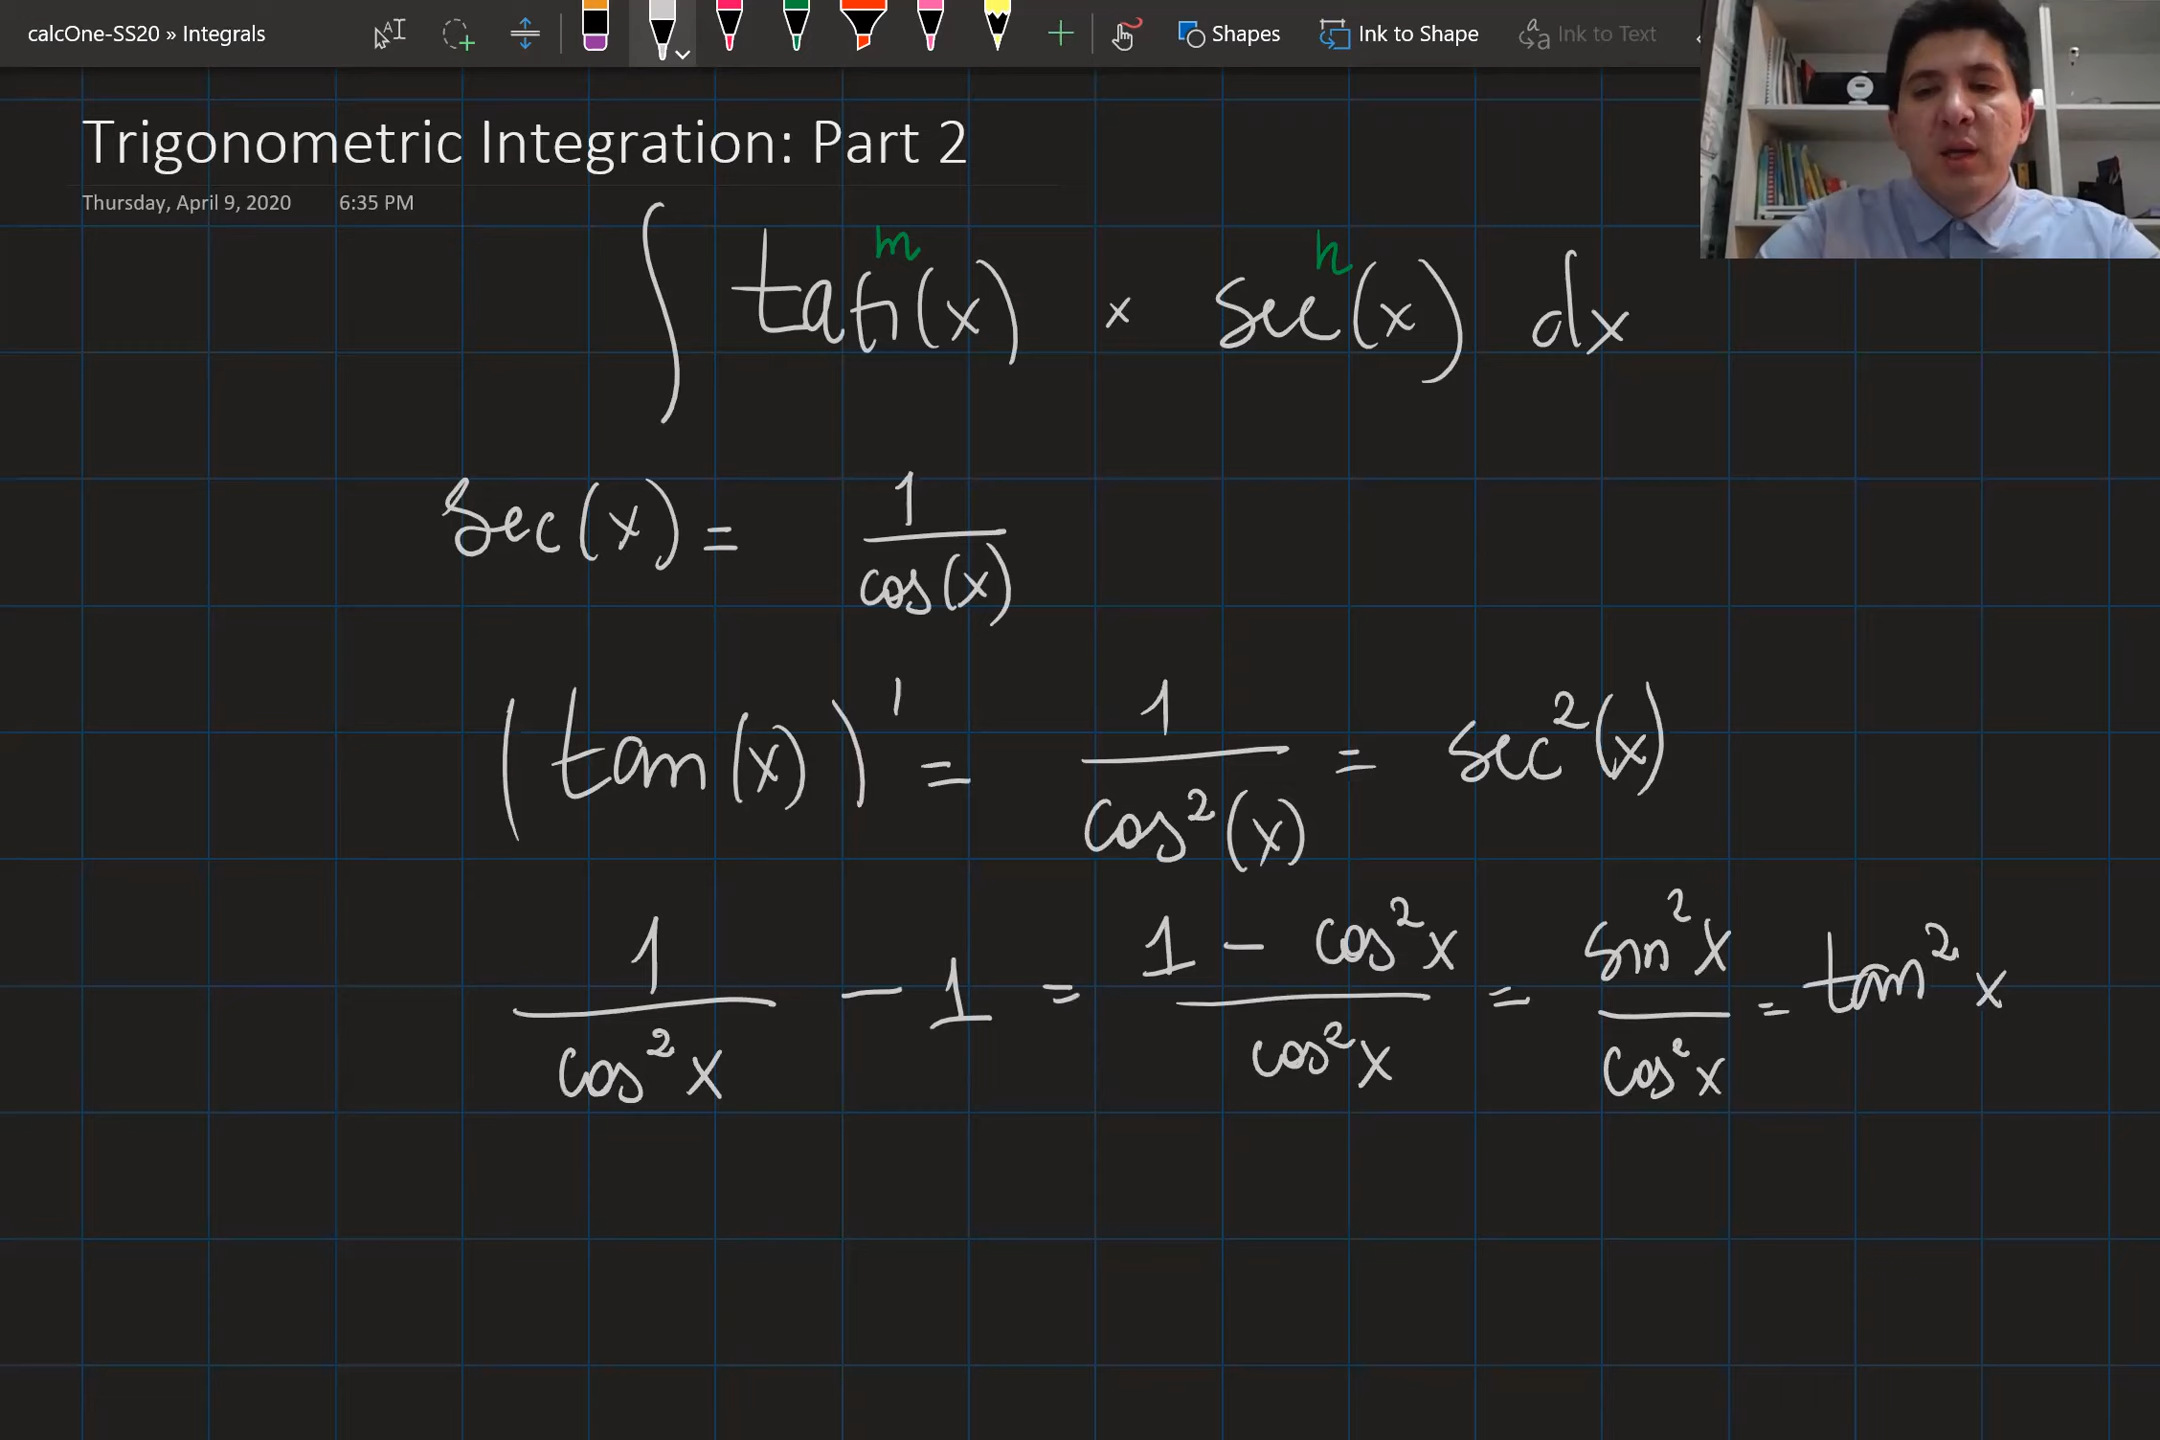 calcOne-SS20 » Integrals
Shapes
Ink to Shape
Ink to Text
Trigonometric Integration: Part 2
Thursday, April 9, 2020 6:35 PM
∫ tan^m(x) × sec^n(x) dx
sec(x) = 1/cos(x)
(tan(x))' = 1/cos²(x) = sec²(x)
1/cos²x − 1 = (1 − cos²x)/cos²x = sin²x/cos²x = tan²x